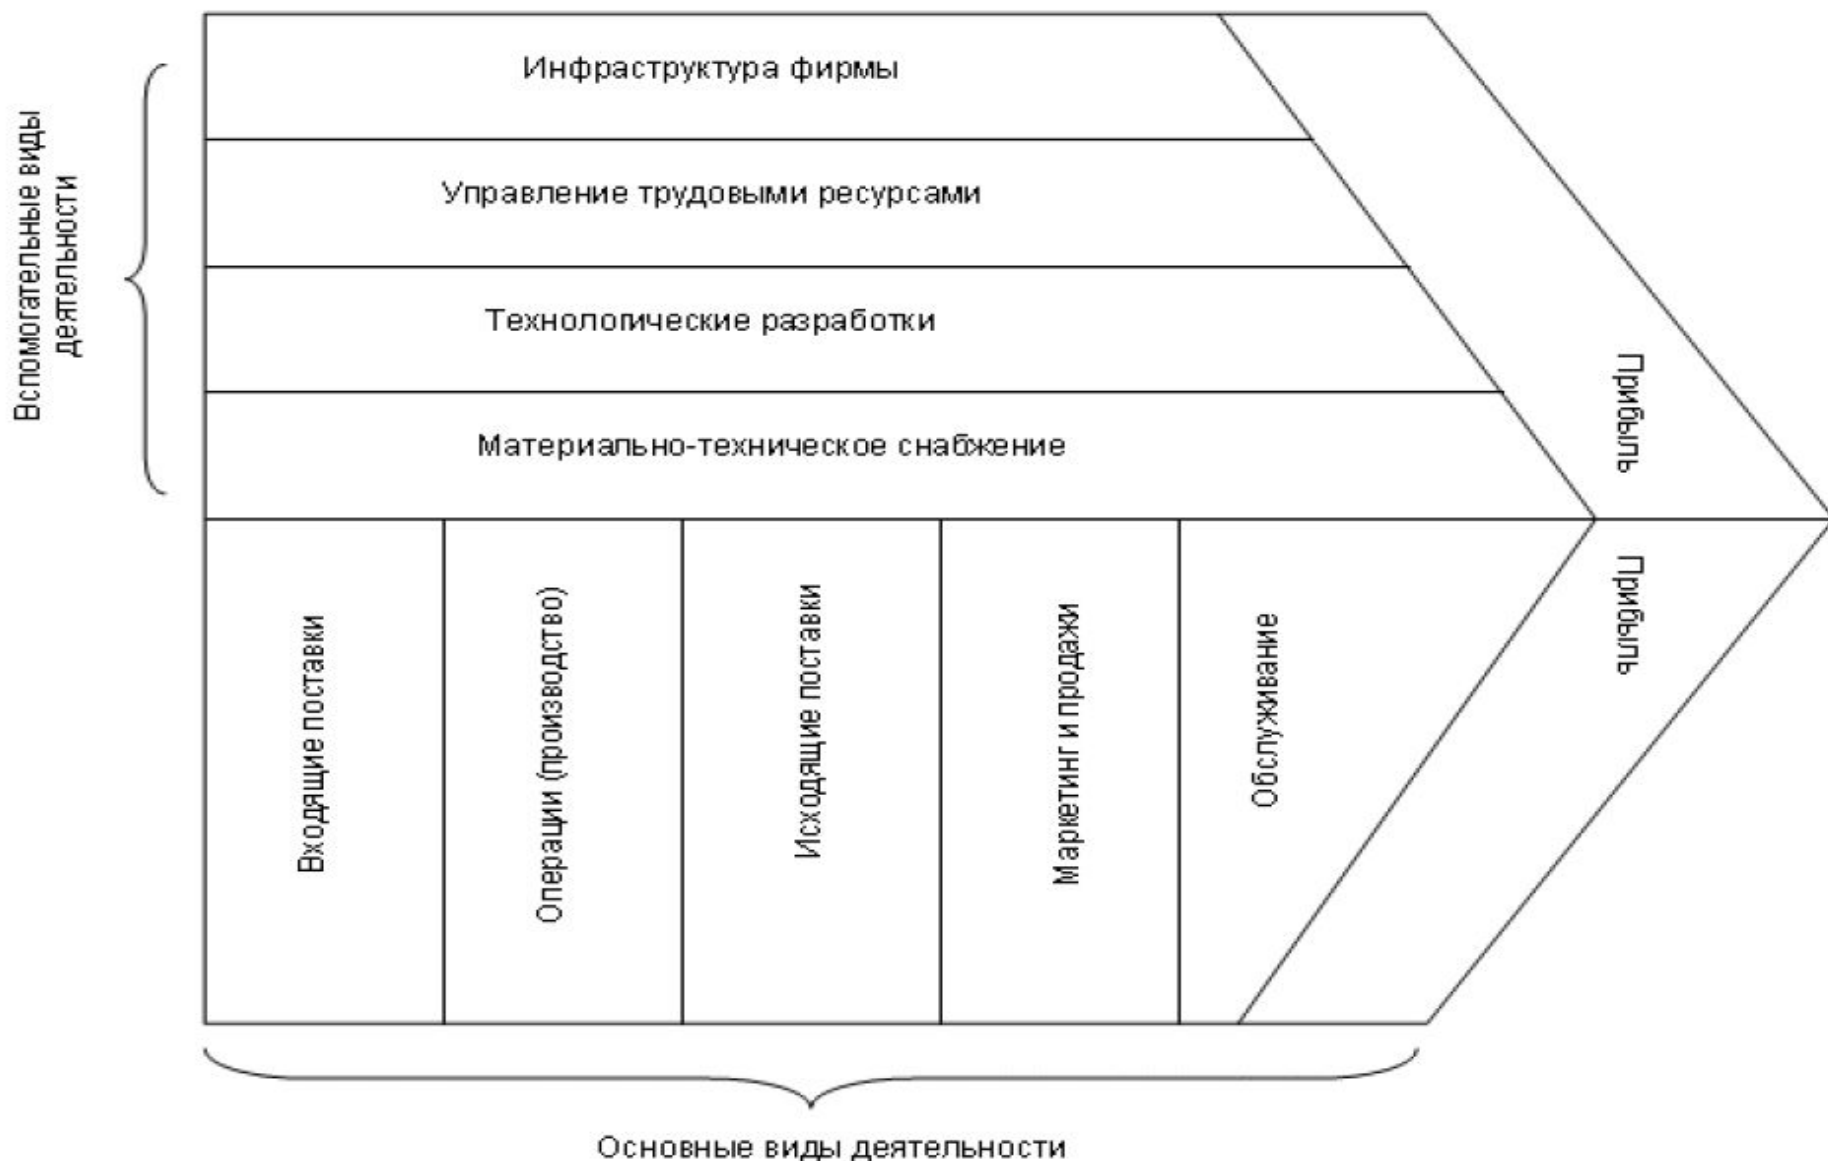 Вспомогательные виды
деятельности
Инфраструктура фирмы
Управление трудовыми ресурсами
Технологические разработки
Материально-техническое снабжение
Прибыль
Входящие поставки
Операции (производство)
Исходящие поставки
Маркетинг и продажи
Обслуживание
Прибыль
Основные виды деятельности